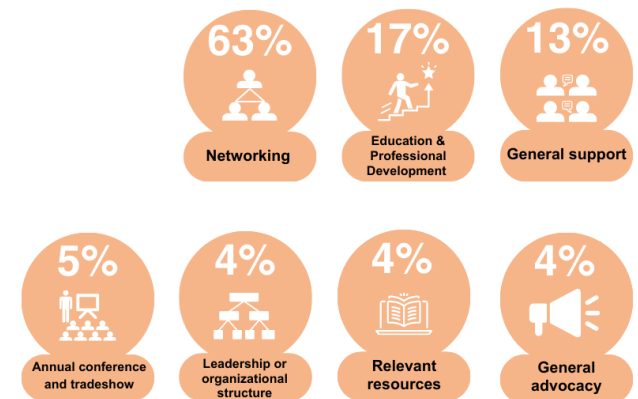 63%
Networking
17%
Education &
Professional
Development
13%
General support
5%
Annual conference
and tradeshow
4%
Leadership or
organizational
structure
4%
Relevant
resources
4%
General
advocacy